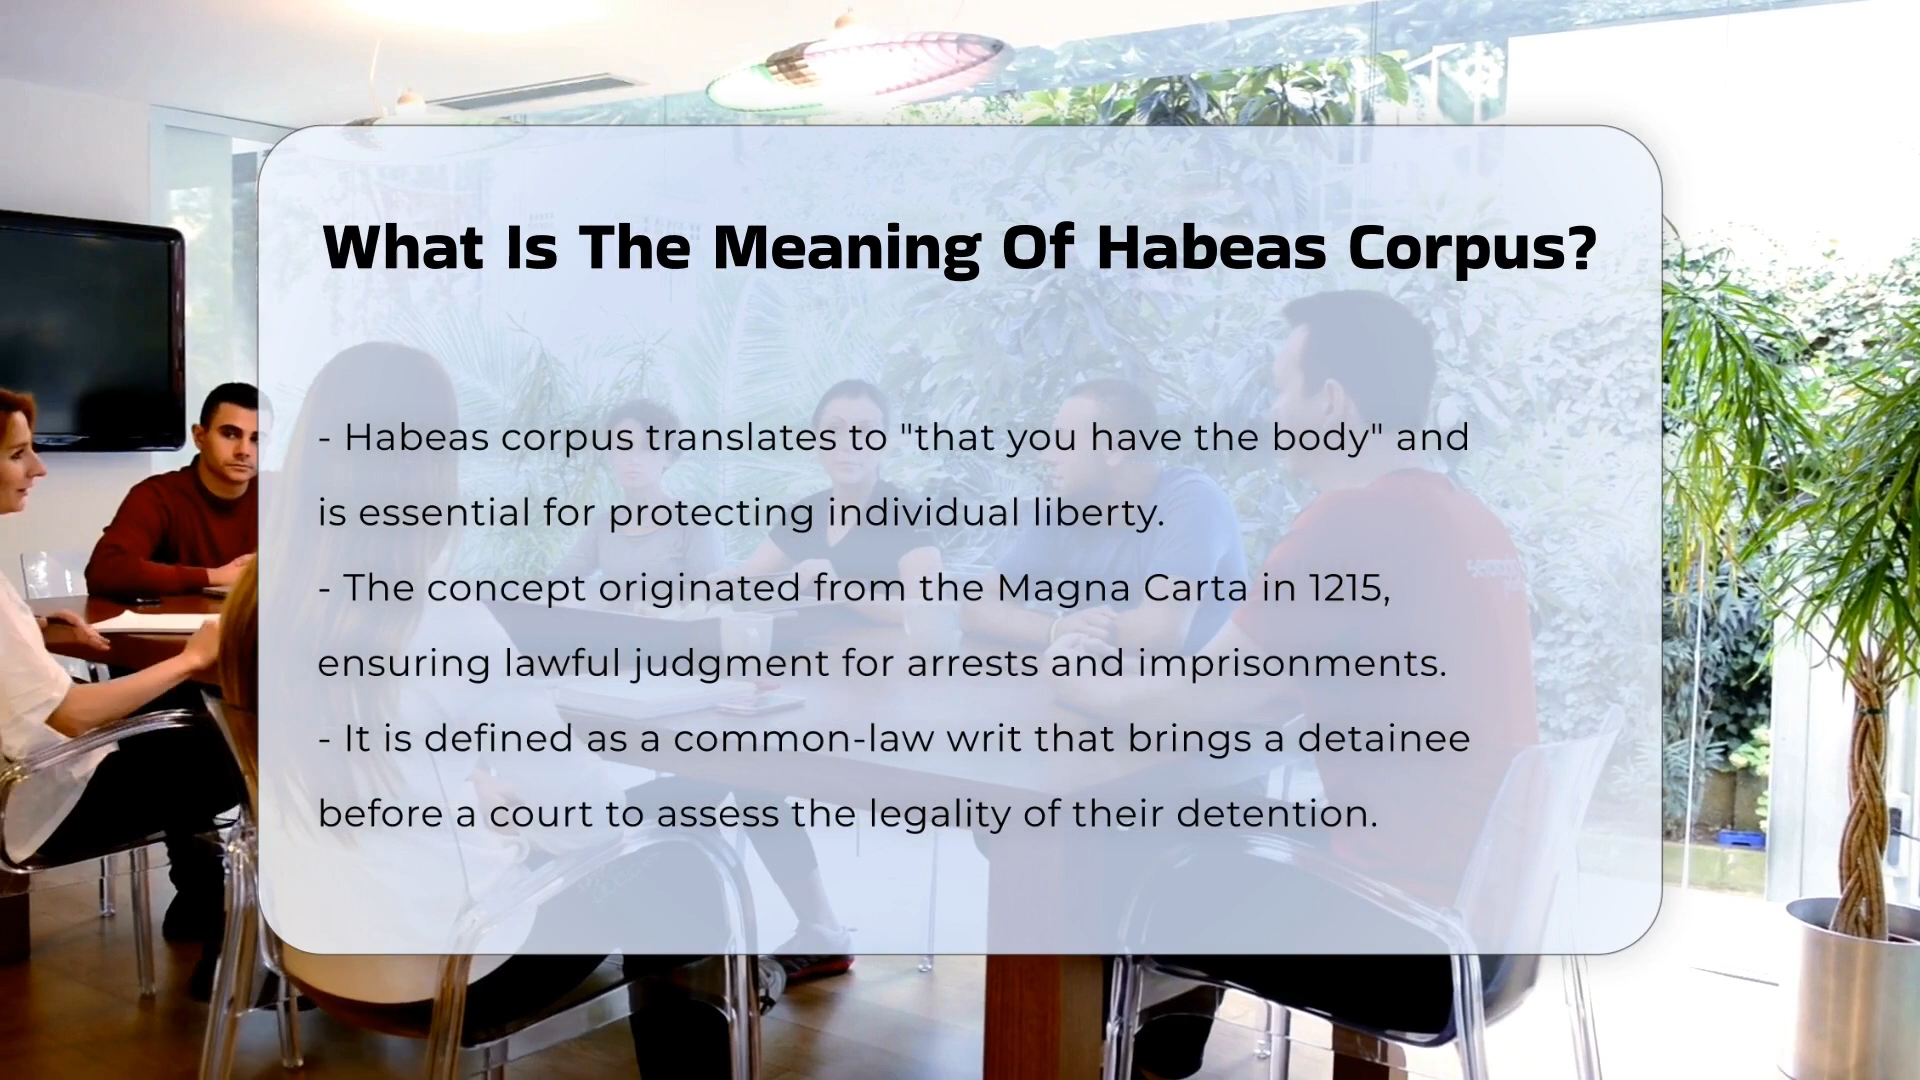 What Is The Meaning Of Habeas Corpus?
- Habeas corpus translates to "that you have the body" and
is essential for protecting individual liberty.
- The concept originated from the Magna Carta in 1215,
ensuring lawful judgment for arrests and imprisonments.
- It is defined as a common-law writ that brings a detainee
before a court to assess the legality of their detention.